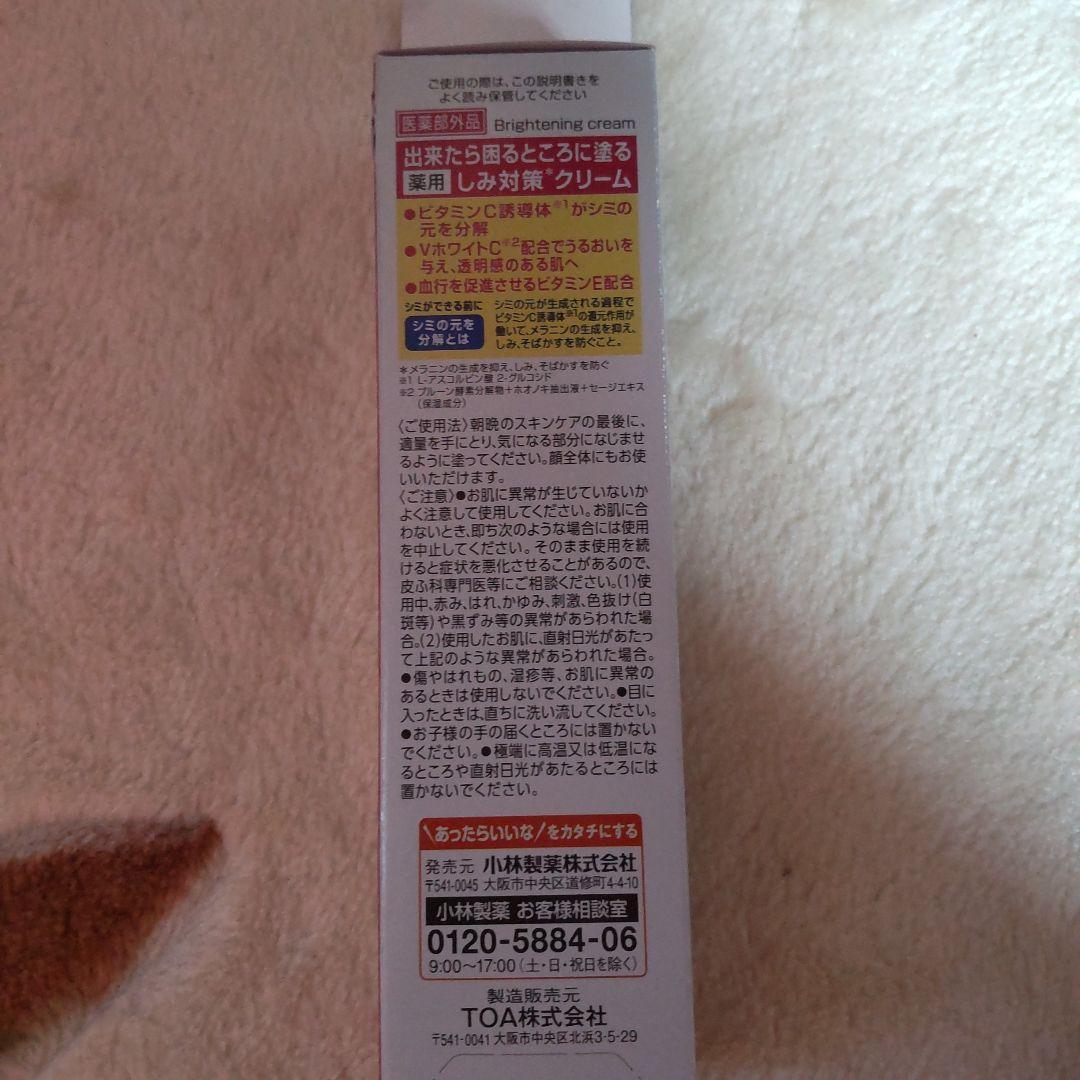 ご使用の際は、この説明書きを
よく読み保管してください
医薬部外品 Brightening cream
出来たら困るところに塗る
薬用 しみ対策*クリーム
●ビタミンC誘導体※1がシミの
元を分解
●VホワイトC※2配合でうるおいを
与え、透明感のある肌へ
●血行を促進させるビタミンE配合
シミができる前に
シミの元を
分解とは
シミの元が生成される過程で
ビタミンC誘導体※1の還元作用が
働いて、メラニンの生成を抑え、
しみ、そばかすを防ぐこと。
*メラニンの生成を抑え、しみ、そばかすを防ぐ
※1 L-アスコルビン酸 2-グルコシド
※2 プルーン酵素分解物+ホオノキ抽出液+セージエキス
(保湿成分)
〈ご使用法〉朝晩のスキンケアの最後に、
適量を手にとり、気になる部分になじませ
るように塗ってください。顔全体にもお使
いいただけます。
〈ご注意〉●お肌に異常が生じていないか
よく注意して使用してください。お肌に合
わないとき、即ち次のような場合には使用
を中止してください。そのまま使用を続
けると症状を悪化させることがあるので、
皮ふ科専門医等にご相談ください。(1)使
用中、赤み、はれ、かゆみ、刺激、色抜け(白
斑等)や黒ずみ等の異常があらわれた場
合。(2)使用したお肌に、直射日光があたっ
て上記のような異常があらわれた場合。
●傷やはれもの、湿疹等、お肌に異常の
あるときは使用しないでください。●目に
入ったときは、直ちに洗い流してください。
●お子様の手の届くところには置かない
でください。●極端に高温又は低温にな
るところや直射日光があたるところには
置かないでください。
\あったらいいな/をカタチにする
発売元 小林製薬株式会社
〒541-0045 大阪市中央区道修町4-4-10
小林製薬 お客様相談室
0120-5884-06
9:00〜17:00(土・日・祝日を除く)
製造販売元
TOA株式会社
〒541-0041 大阪市中央区北浜3-5-29